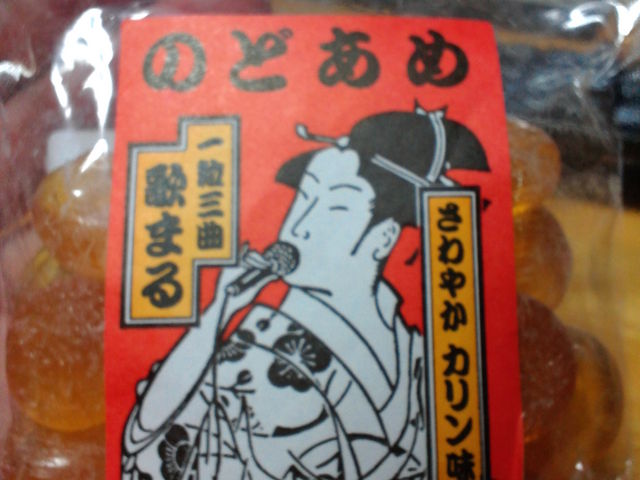 のどあめ
一粒三曲
歌まる
さわやか カリン味